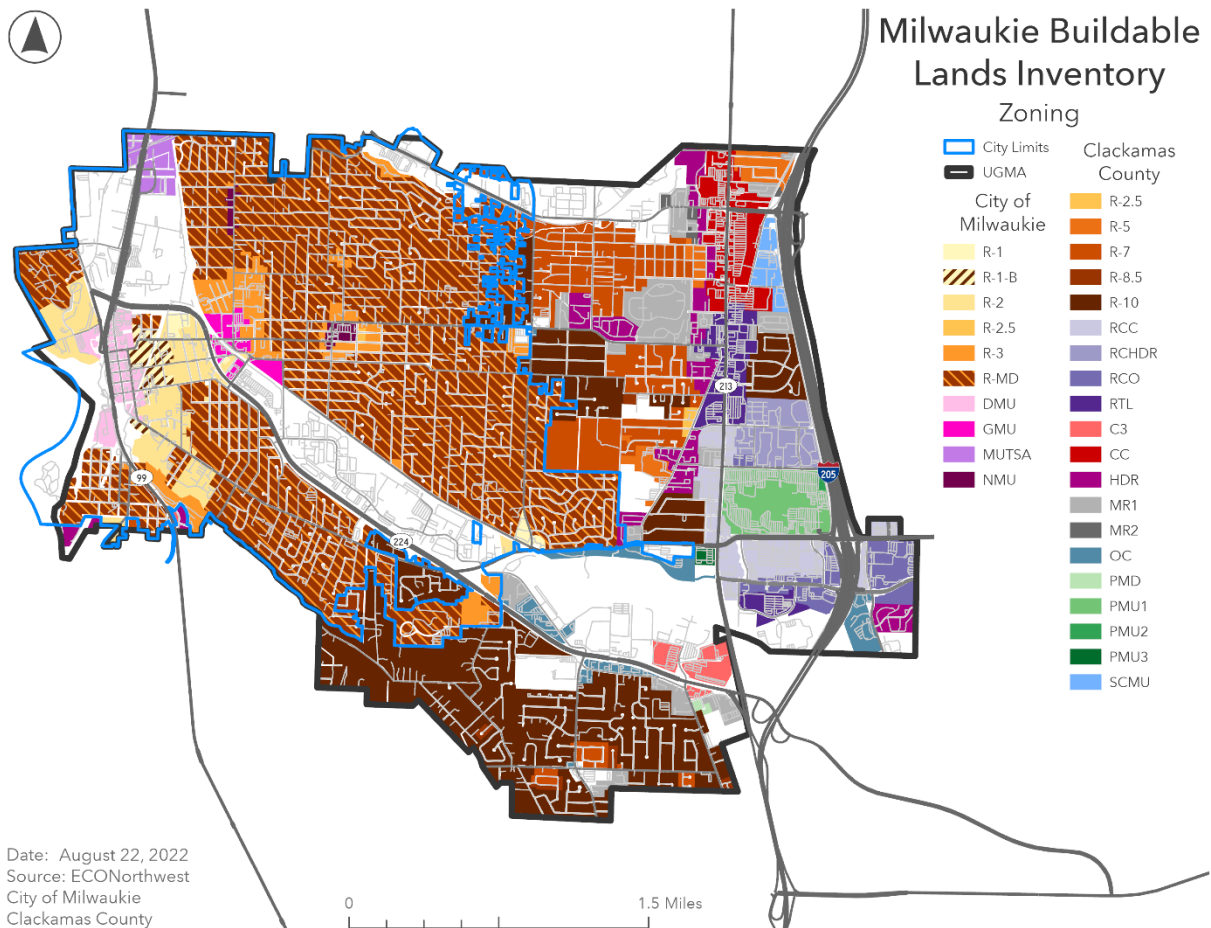 Milwaukie Buildable
Lands Inventory
Zoning
City Limits
UGMA
City of
Milwaukie
R-1
R-1-B
R-2
R-2.5
R-3
R-MD
DMU
GMU
MUTSA
NMU
Clackamas
County
R-2.5
R-5
R-7
R-8.5
R-10
RCC
RCHDR
RCO
RTL
C3
CC
HDR
MR1
MR2
OC
PMD
PMU1
PMU2
PMU3
SCMU
213
205
99
224
Date: August 22, 2022
Source: ECONorthwest
City of Milwaukie
Clackamas County
0 1.5 Miles